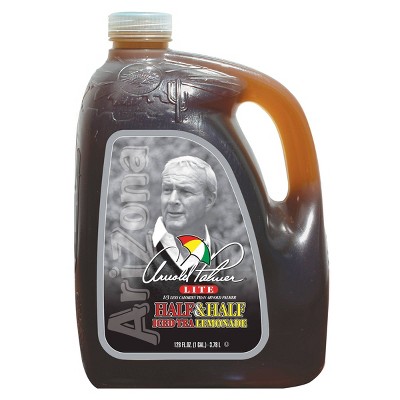 AriZona
Arnold Palmer
LITE
HALF & HALF
ICED TEA LEMONADE
128 FL.OZ. (1 GAL) - 3.78 L